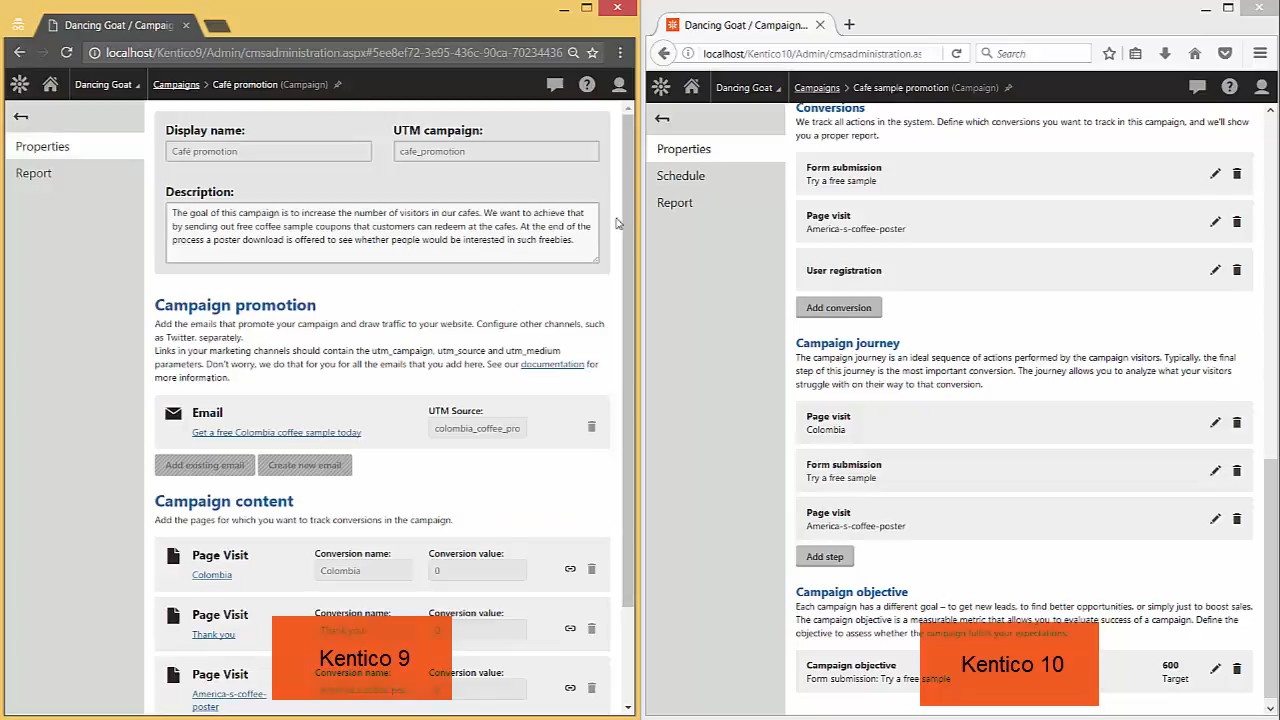 Dancing Goat / Campaign
localhost/Kentico9/Admin/cmsadministration.aspx#5ee8ef72-3e95-436c-90ca-70234436
Dancing Goat
Campaigns > Café promotion (Campaign)
Properties
Report
Display name:
UTM campaign:
Café promotion
cafe_promotion
Description:
The goal of this campaign is to increase the number of visitors in our cafes. We want to achieve that
by sending out free coffee sample coupons that customers can redeem at the cafes. At the end of the
process a poster download is offered to see whether people would be interested in such freebies.
Campaign promotion
Add the emails that promote your campaign and draw traffic to your website. Configure other channels, such
as Twitter, separately.
Links in your marketing channels should contain the utm_campaign, utm_source and utm_medium
parameters. Don't worry, we do that for you for all the emails that you add here. See our documentation for
more information.
Email
UTM Source:
Get a free Colombia coffee sample today
colombia_coffee_pro
Add existing email
Create new email
Campaign content
Add the pages for which you want to track conversions in the campaign.
Page Visit
Conversion name:
Conversion value:
Colombia
Colombia
0
Page Visit
Conversion name:
Conversion value:
Thank you
Thank you
0
Page Visit
Conversion name:
Conversion value:
America-s-coffee-
poster
0
Kentico 9
Dancing Goat / Campaign...
localhost/Kentico10/Admin/cmsadministration.as
Search
Dancing Goat
Campaigns > Cafe sample promotion (Campaign)
Properties
Schedule
Report
Conversions
We track all actions in the system. Define which conversions you want to track in this campaign, and we'll show
you a proper report.
Form submission
Try a free sample
Page visit
America-s-coffee-poster
User registration
Add conversion
Campaign journey
The campaign journey is an ideal sequence of actions performed by the campaign visitors. Typically, the final
step of this journey is the most important conversion. The journey allows you to analyze what your visitors
struggle with on their way to that conversion.
Page visit
Colombia
Form submission
Try a free sample
Page visit
America-s-coffee-poster
Add step
Campaign objective
Each campaign has a different goal – to get new leads, to find better opportunities, or simply just to boost sales.
The campaign objective is a measurable metric that allows you to evaluate success of a campaign. Define the
objective to assess whether the campaign fulfils your expectations.
Campaign objective
600
Form submission: Try a free sample
Target
Kentico 10